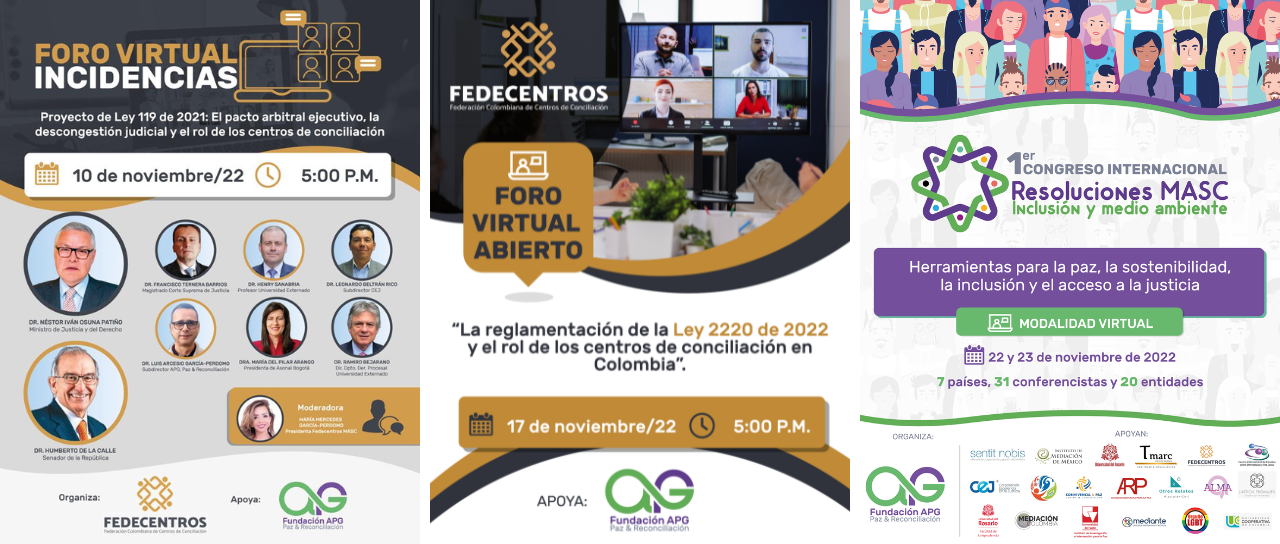 FORO VIRTUAL
INCIDENCIAS
Proyecto de Ley 119 de 2021: El pacto arbitral ejecutivo, la
descongestión judicial y el rol de los centros de conciliación
10 de noviembre/22
5:00 P.M.
DR. NÉSTOR IVÁN OSUNA PATIÑO
Ministro de Justicia y del Derecho
DR. FRANCISCO TERNERA BARRIOS
Magistrado Corte Suprema de Justicia
DR. HENRY SANABRIA
Profesor Universidad Externado
DR. LEONARDO BELTRÁN RICO
Subdirector CEJ
DR. LUIS ARCESIO GARCÍA-PERDOMO
Subdirector APG, Paz & Reconciliación
DRA. MARÍA DEL PILAR ARANGO
Presidenta de Asonal Bogotá
DR. RAMIRO BEJARANO
Dir. Dpto. Der. Procesal
Universidad Externado
DR. HUMBERTO DE LA CALLE
Senador de la República
Moderadora
MARÍA MERCEDES
GARCÍA-PERDOMO
Presidenta Fedecentros MASC
Organiza:
FEDECENTROS
Federación Colombiana de Centros de Conciliación
Apoya:
Fundación APG
Paz & Reconciliación
FEDECENTROS
Federación Colombiana de Centros de Conciliación
FORO
VIRTUAL
ABIERTO
“La reglamentación de la Ley 2220 de 2022
y el rol de los centros de conciliación en
Colombia”.
17 de noviembre/22
5:00 P.M.
APOYA:
Fundación APG
Paz & Reconciliación
1er
CONGRESO INTERNACIONAL
Resoluciones MASC
Inclusión y medio ambiente
Herramientas para la paz, la sostenibilidad,
la inclusión y el acceso a la justicia
MODALIDAD VIRTUAL
22 y 23 de noviembre de 2022
7 países, 31 conferencistas y 20 entidades
ORGANIZA:
Fundación APG
Paz & Reconciliación
APOYAN:
sentit nobis
INSTITUTO DE
MEDIACIÓN DE
MÉXICO
Universidad del Rosario
Tmarc
FEDECENTROS
CEJ
CONVIVENCIA & PAZ
ARP
Otros Relatos
ALMA
Universidad del
Rosario
MEDIACIÓN
COLOMBIA
mediante
LGBT
UNIVERSIDAD
COOPERATIVA
DE COLOMBIA